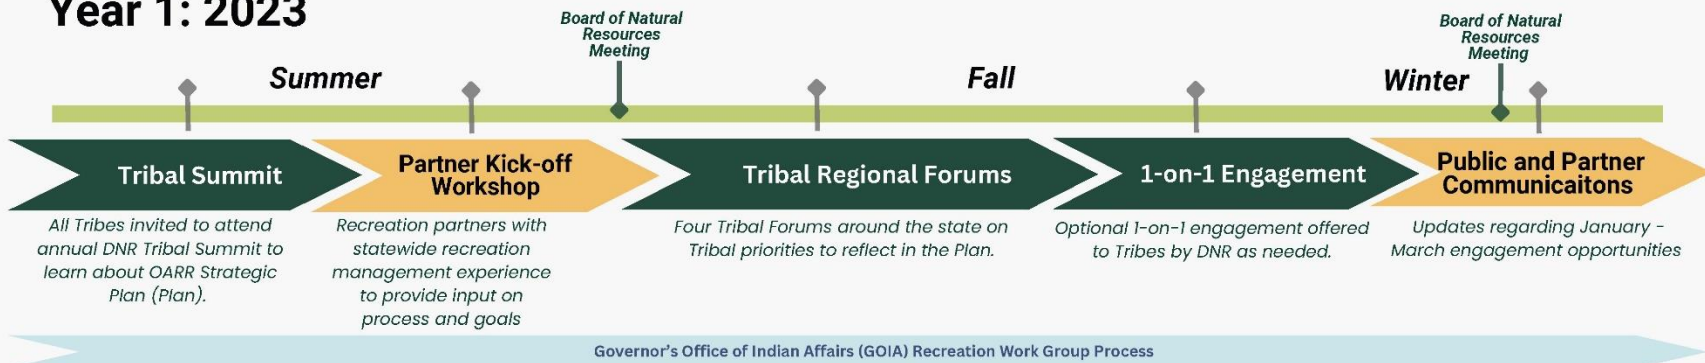 Year 1: 2023
Board of Natural
Resources
Meeting
Board of Natural
Resources
Meeting
Summer
Fall
Winter
Tribal Summit
Partner Kick-off
Workshop
Tribal Regional Forums
1-on-1 Engagement
Public and Partner
Communicaitons
All Tribes invited to attend
annual DNR Tribal Summit to
learn about OARR Strategic
Plan (Plan).
Recreation partners with
statewide recreation
management experience
to provide input on
process and goals
Four Tribal Forums around the state on
Tribal priorities to reflect in the Plan.
Optional 1-on-1 engagement offered
to Tribes by DNR as needed.
Updates regarding January -
March engagement opportunities
Governor's Office of Indian Affairs (GOIA) Recreation Work Group Process